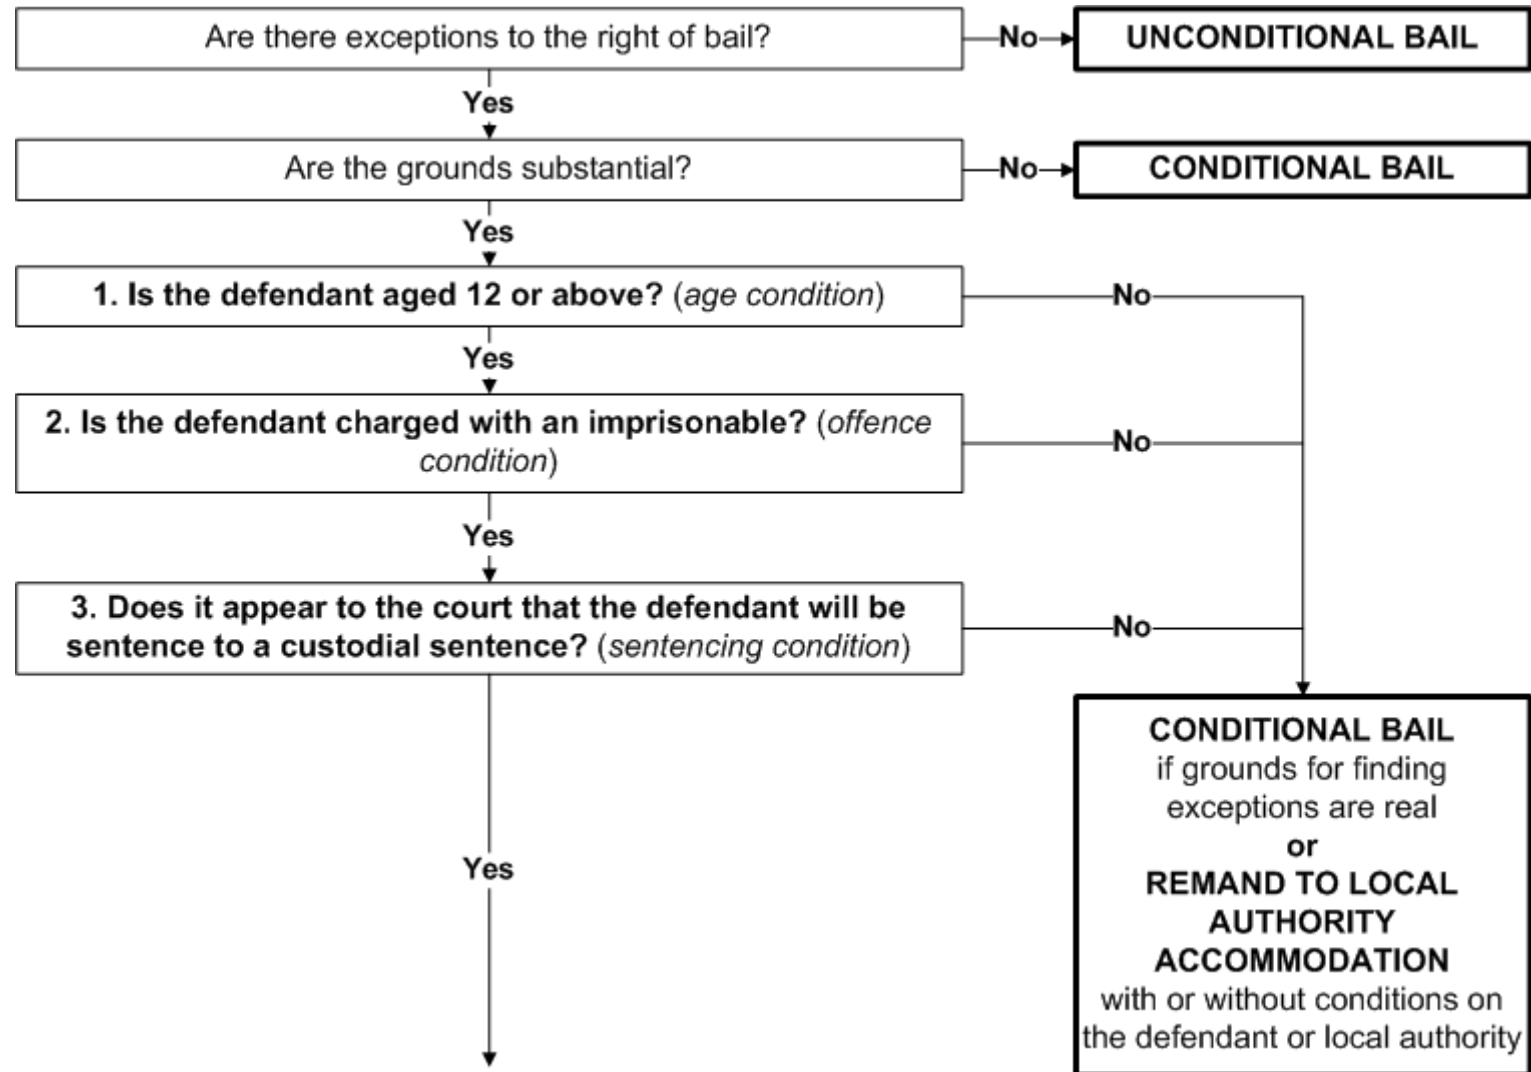 Are there exceptions to the right of bail?
No
UNCONDITIONAL BAIL
Yes
Are the grounds substantial?
No
CONDITIONAL BAIL
Yes
1. Is the defendant aged 12 or above? (age condition)
No
Yes
2. Is the defendant charged with an imprisonable? (offence
condition)
No
Yes
3. Does it appear to the court that the defendant will be
sentence to a custodial sentence? (sentencing condition)
No
Yes
CONDITIONAL BAIL
if grounds for finding
exceptions are real
or
REMAND TO LOCAL
AUTHORITY
ACCOMMODATION
with or without conditions on
the defendant or local authority